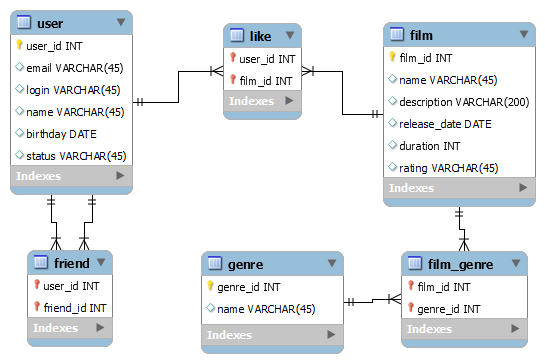 user
user_id INT
email VARCHAR(45)
login VARCHAR(45)
name VARCHAR(45)
birthday DATE
status VARCHAR(45)
Indexes
like
user_id INT
film_id INT
Indexes
film
film_id INT
name VARCHAR(45)
description VARCHAR(200)
release_date DATE
duration INT
rating VARCHAR(45)
Indexes
friend
user_id INT
friend_id INT
Indexes
genre
genre_id INT
name VARCHAR(45)
Indexes
film_genre
film_id INT
genre_id INT
Indexes